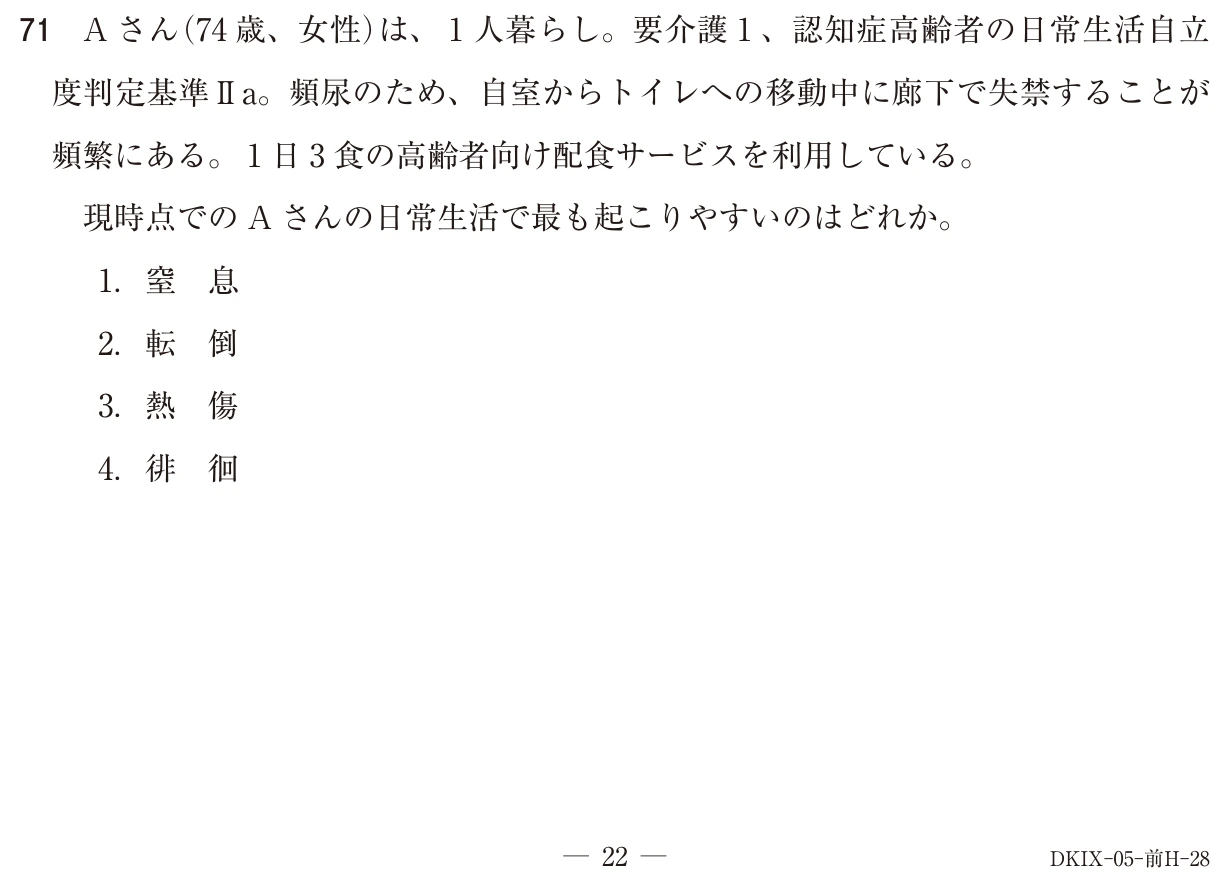 71 Aさん(74歳、女性)は、1人暮らし。要介護1、認知症高齢者の日常生活自立
度判定基準Ⅱa。頻尿のため、自室からトイレへの移動中に廊下で失禁することが
頻繁にある。1日3食の高齢者向け配食サービスを利用している。
現時点でのAさんの日常生活で最も起こりやすいのはどれか。
1. 窒 息
2. 転 倒
3. 熱 傷
4. 徘 徊
— 22 —
DKIX-05-前H-28